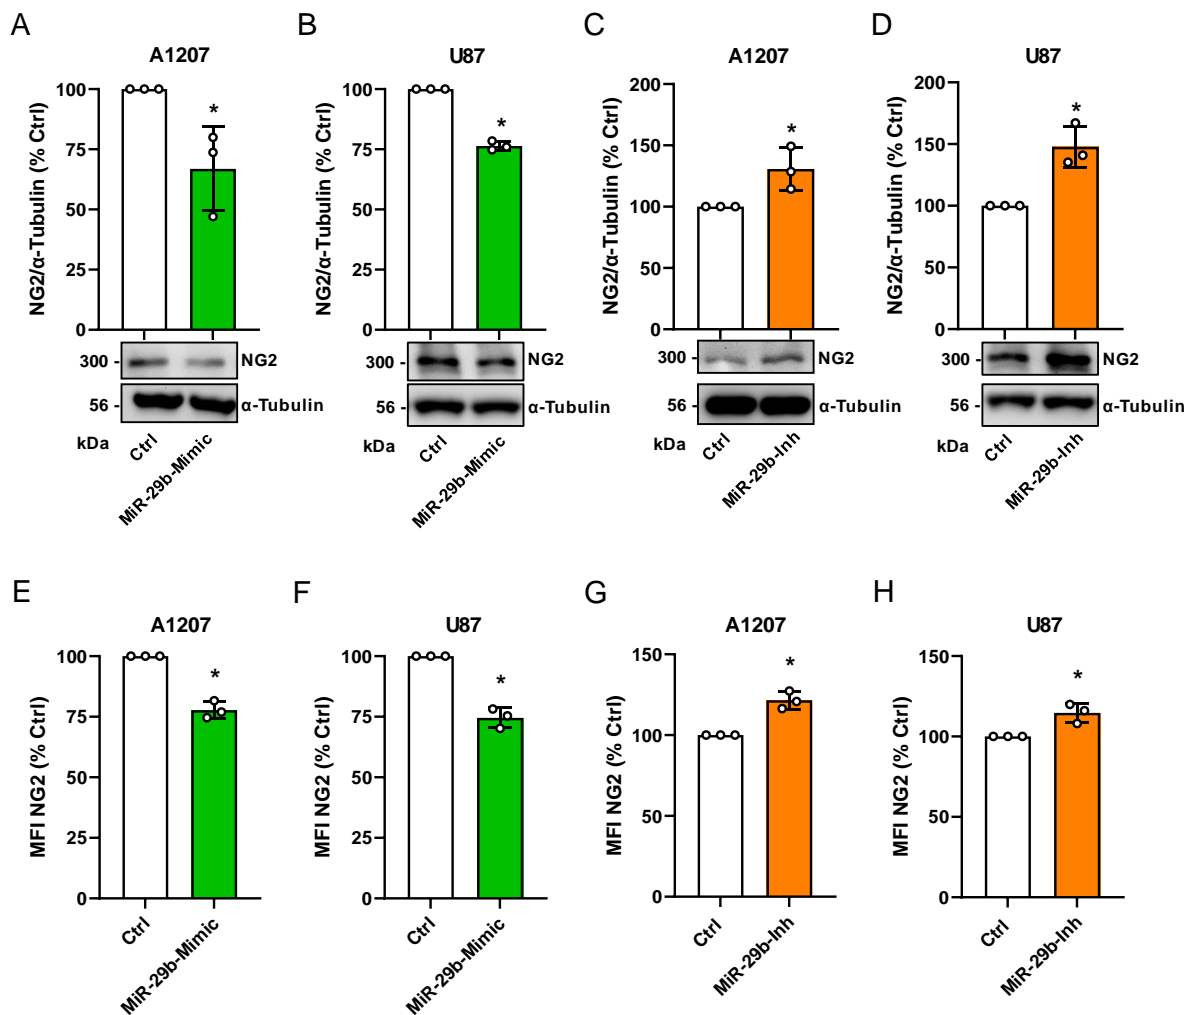 A
A1207
NG2/α-Tubulin (% Ctrl)
100
75
50
25
0
*
300 -
NG2
56 -
α-Tubulin
kDa
Ctrl
MiR-29b-Mimic
B
U87
NG2/α-Tubulin (% Ctrl)
100
75
50
25
0
*
300 -
NG2
56 -
α-Tubulin
Ctrl
MiR-29b-Mimic
C
A1207
NG2/α-Tubulin (% Ctrl)
200
150
100
50
0
*
300 -
NG2
56 -
α-Tubulin
kDa
Ctrl
MiR-29b-Inh
D
U87
NG2/α-Tubulin (% Ctrl)
200
150
100
50
0
*
300 -
NG2
56 -
α-Tubulin
kDa
Ctrl
MiR-29b-Inh
E
A1207
MFI NG2 (% Ctrl)
100
75
50
25
0
*
Ctrl
MiR-29b-Mimic
F
U87
MFI NG2 (% Ctrl)
100
75
50
25
0
*
Ctrl
MiR-29b-Mimic
G
A1207
MFI NG2 (% Ctrl)
150
100
50
0
*
Ctrl
MiR-29b-Inh
H
U87
MFI NG2 (% Ctrl)
150
100
50
0
*
Ctrl
MiR-29b-Inh